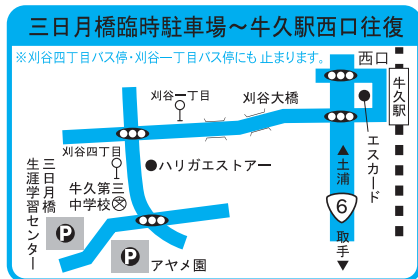 三日月橋臨時駐車場～牛久駅西口往復
※刈谷四丁目バス停・刈谷一丁目バス停にも止まります。
西口
牛久駅
刈谷一丁目
刈谷大橋
エスカード
刈谷四丁目
ハリガエストアー
▲土浦
6
取手▼
三日月橋
生涯学習センター
牛久第三
中学校
P
P
アヤメ園